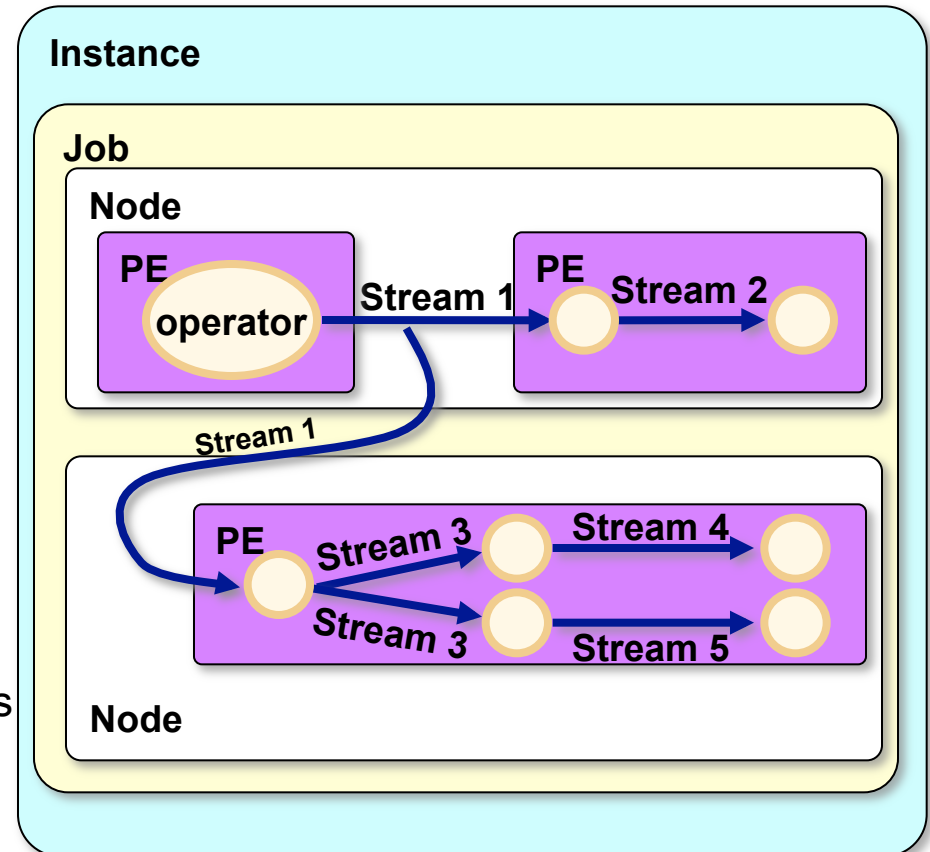 Instance
Job
Node
PE
operator
Stream 1
PE
Stream 2
Stream 1
PE
Stream 3
Stream 4
Stream 3
Stream 5
s
Node